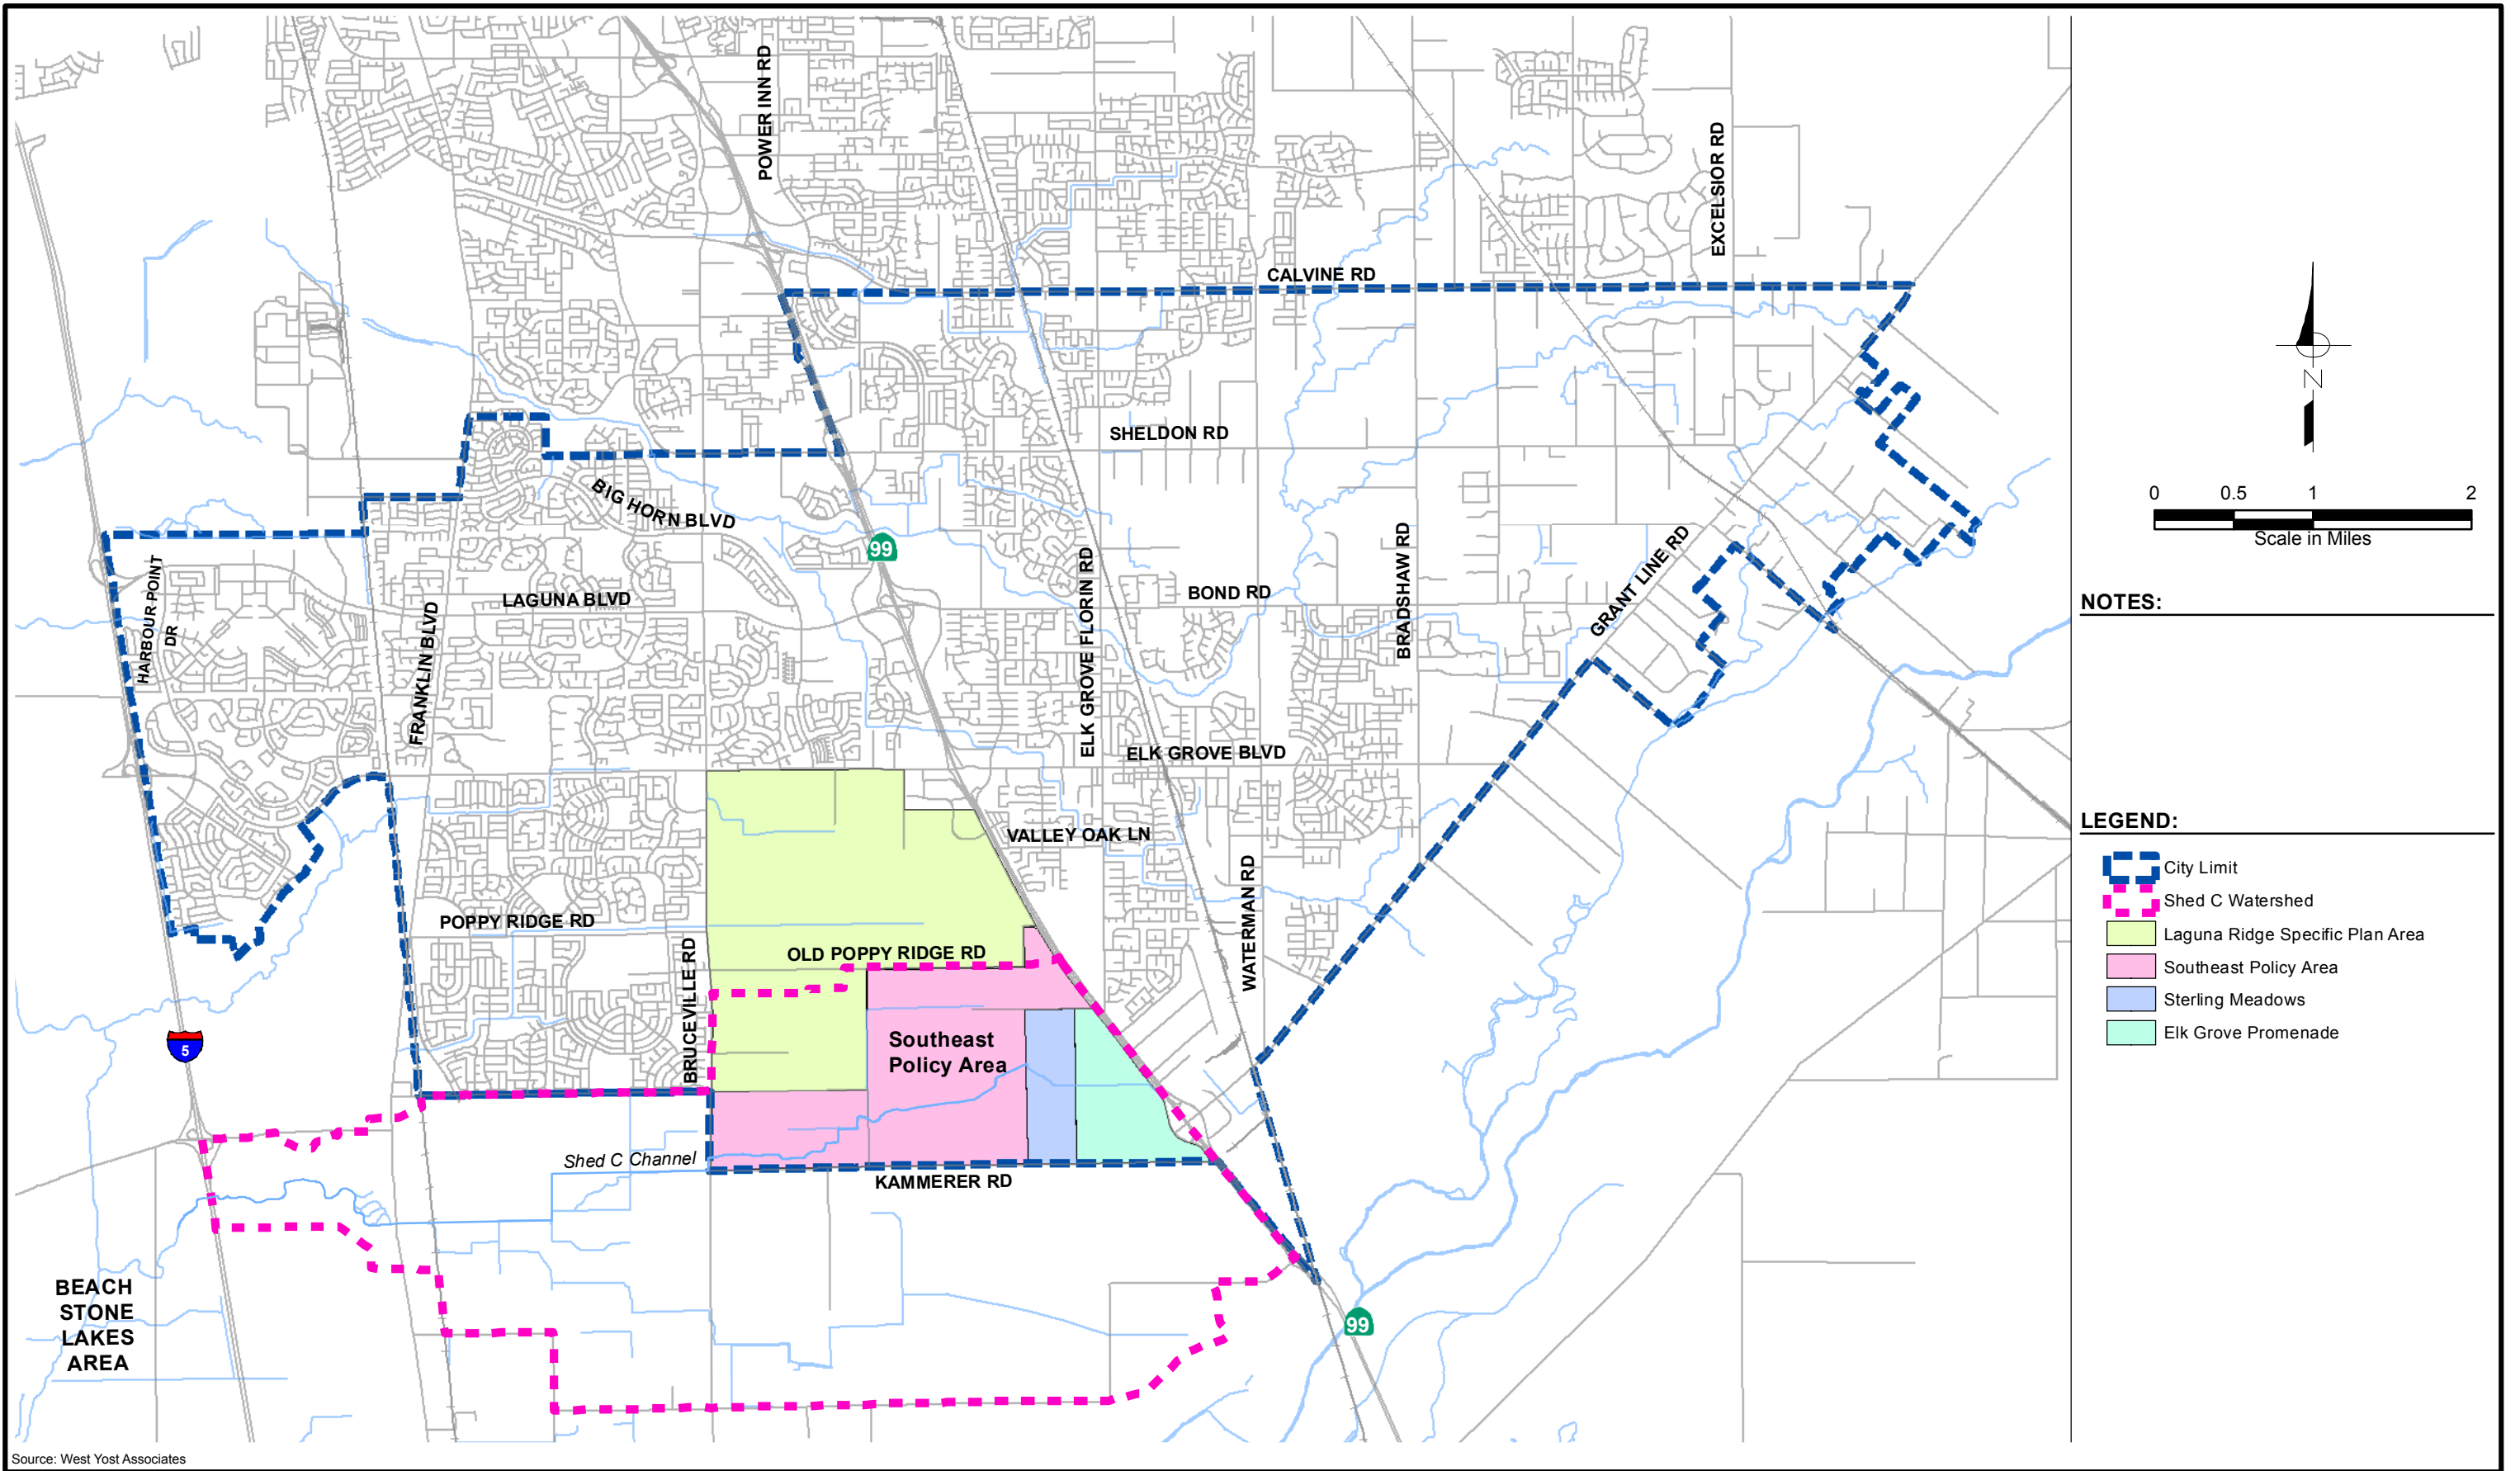 POWER INN RD
EXCELSIOR RD
CALVINE RD
SHELDON RD
BIG HORN BLVD
99
HARBOUR POINT
DR
LAGUNA BLVD
FRANKLIN BLVD
ELK GROVE FLORIN RD
BOND RD
BRADSHAW RD
GRANT LINE RD
ELK GROVE BLVD
VALLEY OAK LN
WATERMAN RD
POPPY RIDGE RD
BRUCEVILLE RD
OLD POPPY RIDGE RD
5
Southeast
Policy Area
Shed C Channel
KAMMERER RD
BEACH
STONE
LAKES
AREA
99
Source: West Yost Associates
N
0 0.5 1 2
Scale in Miles
NOTES:
LEGEND:
City Limit
Shed C Watershed
Laguna Ridge Specific Plan Area
Southeast Policy Area
Sterling Meadows
Elk Grove Promenade